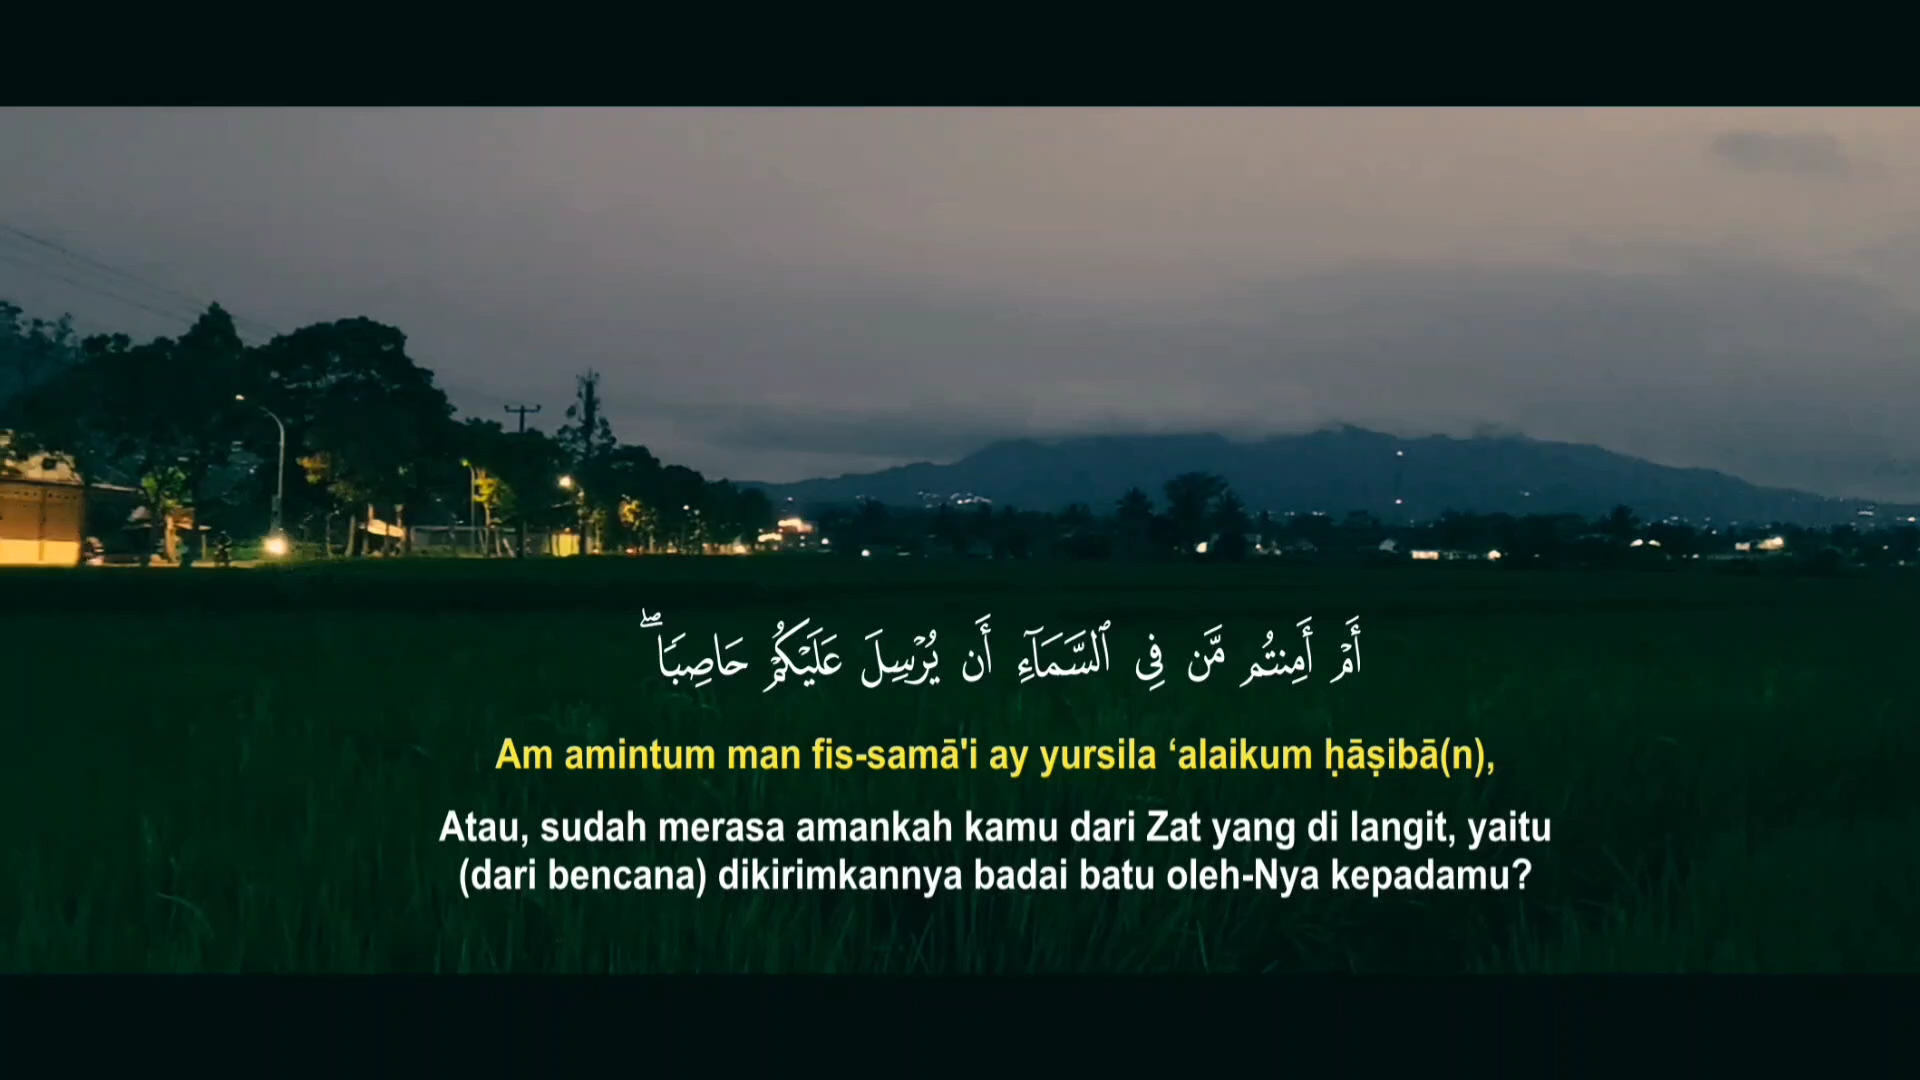 أَمْ أَمِنتُم مَّن فِى ٱلسَّمَآءِ أَن يُرْسِلَ عَلَيْكُمْ حَاصِبًا ۖ
Am amintum man fis-samā'i ay yursila ‘alaikum ḥāṣibā(n),
Atau, sudah merasa amankah kamu dari Zat yang di langit, yaitu
(dari bencana) dikirimkannya badai batu oleh-Nya kepadamu?